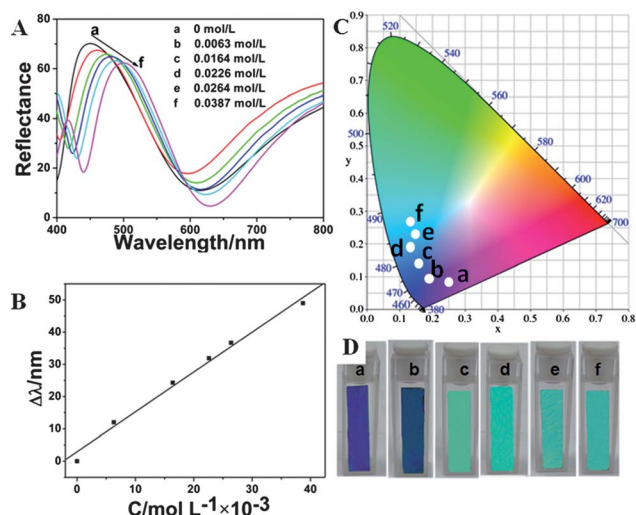 A
a
f
a 0 mol/L
b 0.0063 mol/L
c 0.0164 mol/L
d 0.0226 mol/L
e 0.0264 mol/L
f 0.0387 mol/L
Reflectance
80
60
40
20
0
400 500 600 700 800
Wavelength/nm
B
Δλ/nm
50
40
30
20
10
0
0 10 20 30 40
C/mol L-1×10-3
C
y
0.9
0.8
0.7
0.6
0.5
0.4
0.3
0.2
0.1
0.0
0.0 0.1 0.2 0.3 0.4 0.5 0.6 0.7 0.8
x
520
540
560
580
600
620
700
500
490
480
470
460
380
f
e
d
c
b
a
D
a b c d e f